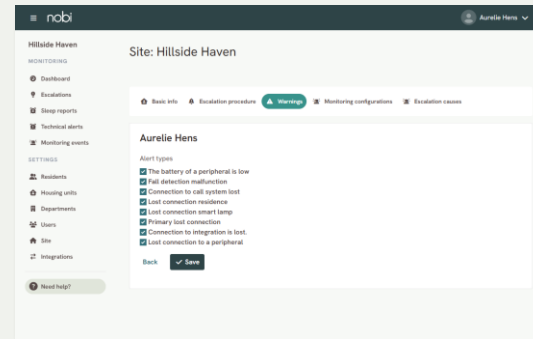 nobi
Aurelie Hens
Hillside Haven
MONITORING
Dashboard
Escalations
Sleep reports
Technical alerts
Monitoring events
SETTINGS
Residents
Housing units
Departments
Users
Site
Integrations
Need help?
Site: Hillside Haven
Basic info Escalation procedure Warnings Monitoring configurations Escalation causes
Aurelie Hens
Alert types
The battery of a peripheral is low
Fall detection malfunction
Connection to call system lost
Lost connection residence
Lost connection smart lamp
Primary lost connection
Connection to integration is lost.
Lost connection to a peripheral
Back Save